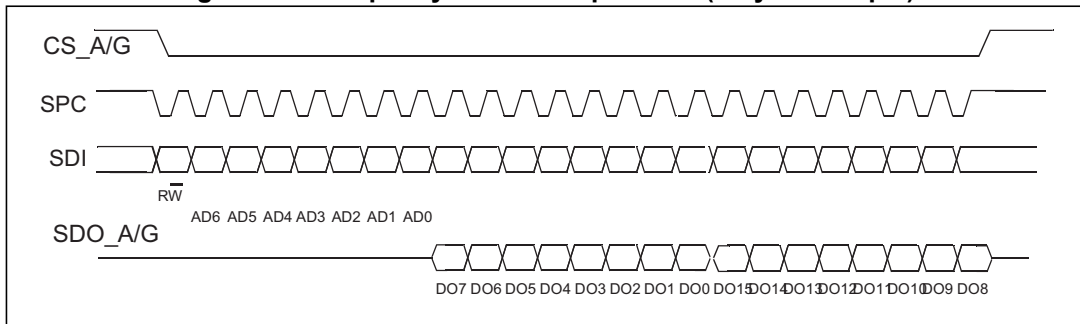 CS_A/G
SPC
SDI
RW
AD6 AD5 AD4 AD3 AD2 AD1 AD0
SDO_A/G
DO7 DO6 DO5 DO4 DO3 DO2 DO1 DO0 DO15 DO14 DO13 DO12 DO11 DO10 DO9 DO8